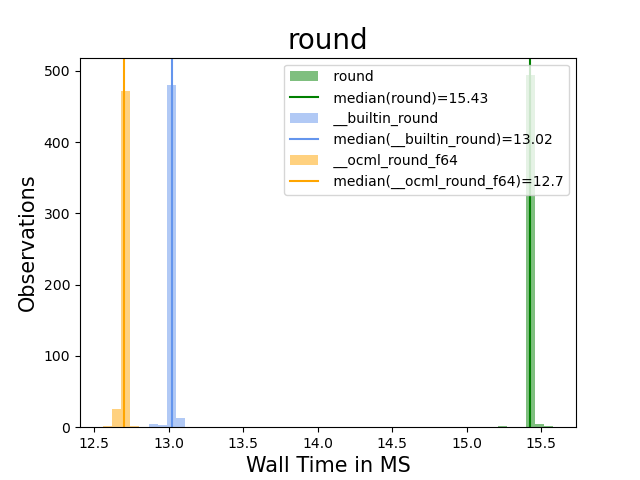 round
500
400
300
200
100
0
Observations
round
median(round)=15.43
__builtin_round
median(__builtin_round)=13.02
__ocml_round_f64
median(__ocml_round_f64)=12.7
12.5 13.0 13.5 14.0 14.5 15.0 15.5
Wall Time in MS